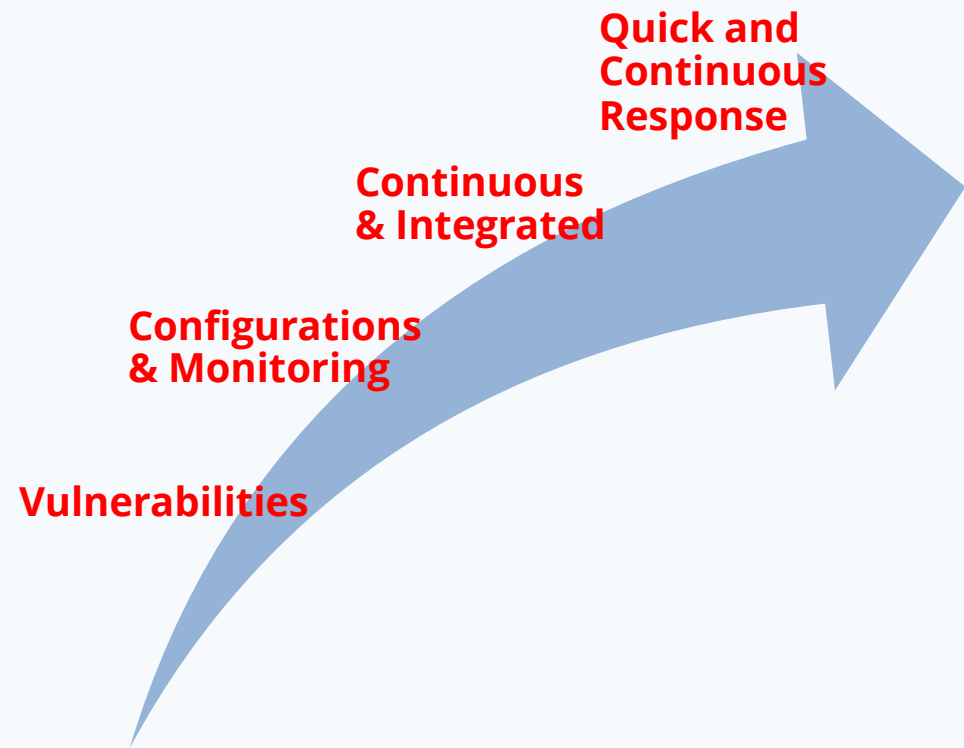 Quick and
Continuous
Response
Continuous
& Integrated
Configurations
& Monitoring
Vulnerabilities